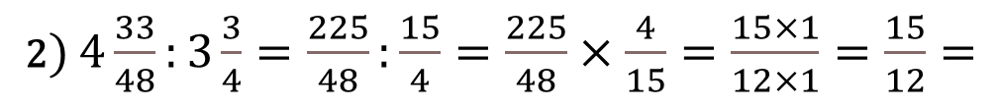 2) 4 33/48 : 3 3/4 = 225/48 : 15/4 = 225/48 × 4/15 = 15×1/12×1 = 15/12 =